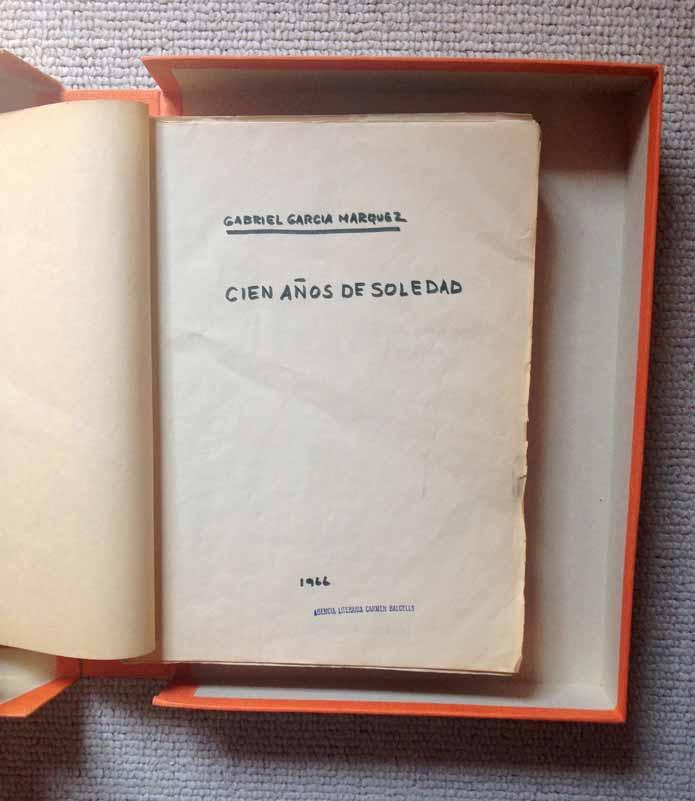 GABRIEL GARCIA MARQUEZ
CIEN AÑOS DE SOLEDAD
1966
AGENCIA LITERARIA CARMEN BALCELLS